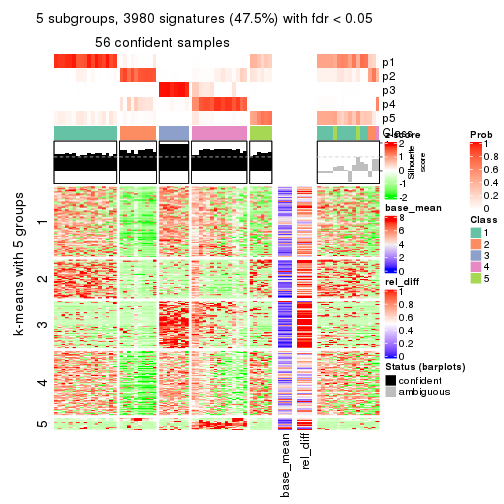 5 subgroups, 3980 signatures (47.5%) with fdr < 0.05
56 confident samples
p1
p2
p3
p4
p5
Class
Silhouette
score
k-means with 5 groups
1
2
3
4
5
base_mean
rel_diff
z-score
2
1
0
-1
-2
base_mean
8
6
4
2
0
rel_diff
1
0.8
0.6
0.4
0.2
0
Status (barplots)
confident
ambiguous
Prob
1
0.8
0.6
0.4
0.2
0
Class
1
2
3
4
5